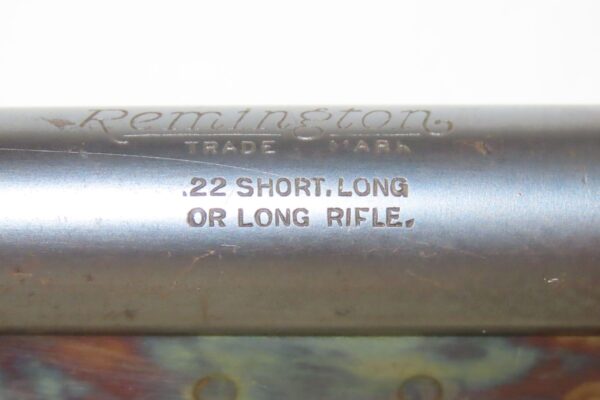 Remington.
TRADE MARK
.22 SHORT. LONG
OR LONG RIFLE.